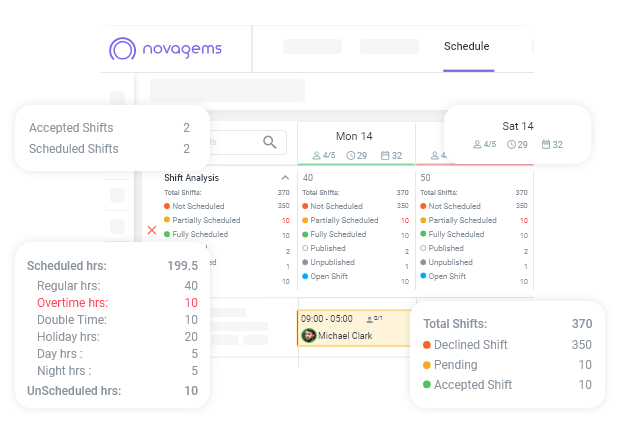 novagems
Schedule
Accepted Shifts 2
Scheduled Shifts 2
Mon 14
4/5 29 32
Sat 14
4/5 29 32
Shift Analysis
Total Shifts: 370
Not Scheduled 350
Partially Scheduled 10
Fully Scheduled 10
2
1
10
40
Total Shifts: 370
Not Scheduled 350
Partially Scheduled 10
Fully Scheduled 10
Published 2
Unpublished 1
Open Shift 10
50
Total Shifts: 370
Not Scheduled 350
Partially Scheduled 10
Fully Scheduled 10
Published 2
Unpublished 1
Open Shift 10
Scheduled hrs: 199.5
Regular hrs: 40
Overtime hrs: 10
Double Time: 10
Holiday hrs: 20
Day hrs : 5
Night hrs : 5
UnScheduled hrs: 10
09:00 - 05:00 0/1
Michael Clark
Total Shifts: 370
Declined Shift 350
Pending 10
Accepted Shift 10